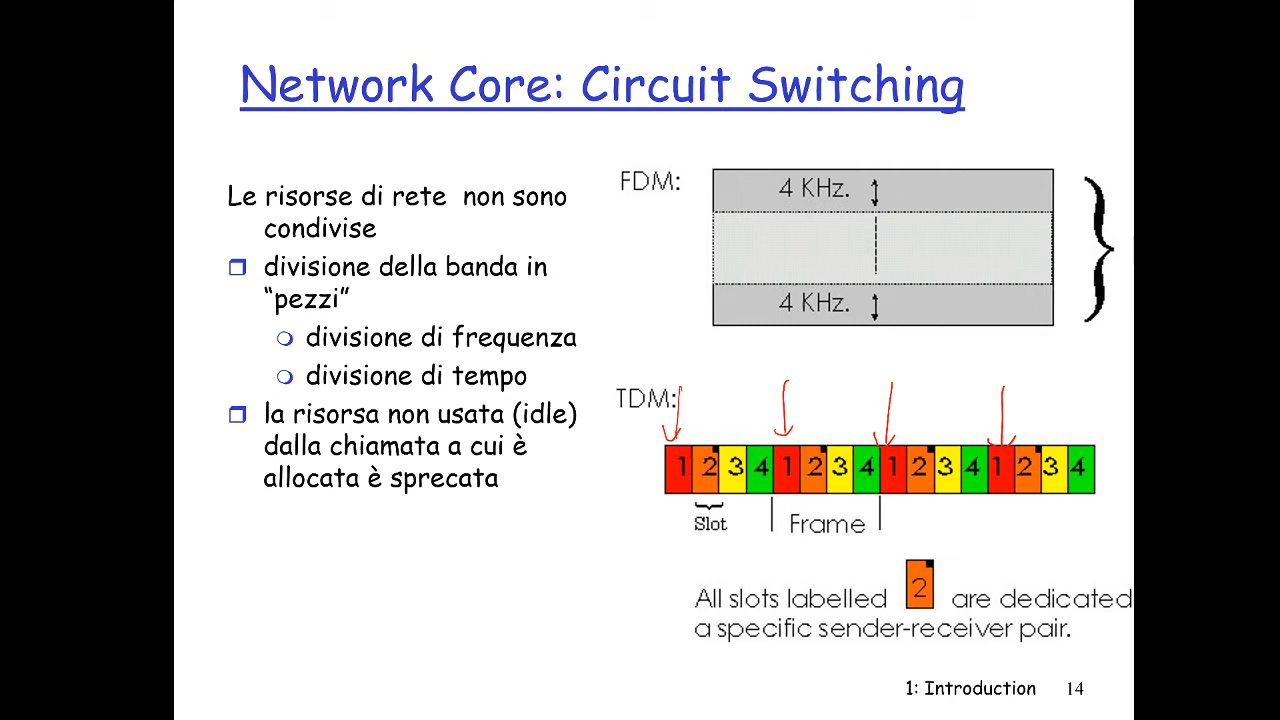 Network Core: Circuit Switching
Le risorse di rete non sono
condivise
divisione della banda in
“pezzi”
divisione di frequenza
divisione di tempo
la risorsa non usata (idle)
dalla chiamata a cui è
allocata è sprecata
FDM:
4 KHz.
4 KHz.
TDM:
1 2 3 4 1 2 3 4 1 2 3 4 1 2 3 4
Slot
Frame
All slots labelled 2 are dedicated
a specific sender-receiver pair.
1: Introduction 14